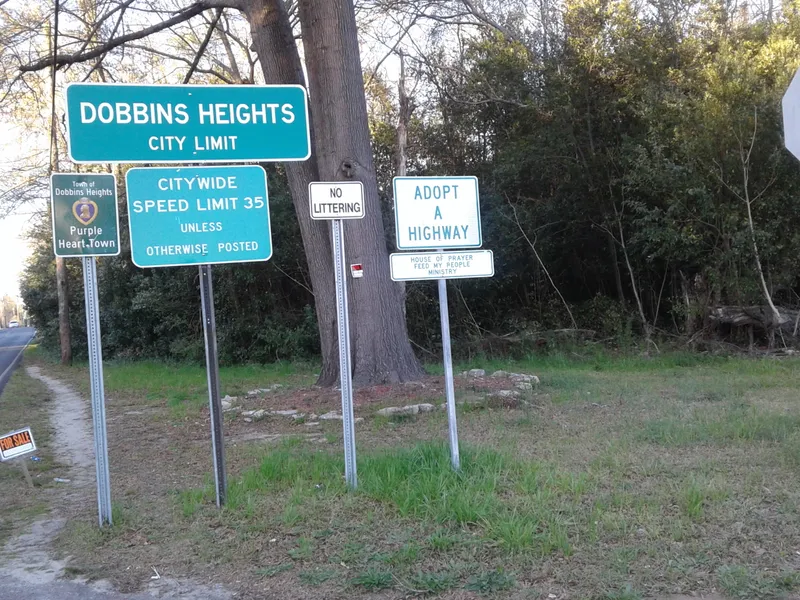 DOBBINS HEIGHTS
CITY LIMIT
Town of
Dobbins Heights
Purple
Heart Town
CITYWIDE
SPEED LIMIT 35
UNLESS
OTHERWISE POSTED
NO
LITTERING
ADOPT
A
HIGHWAY
HOUSE OF PRAYER
FEED MY PEOPLE
MINISTRY
FOR SALE